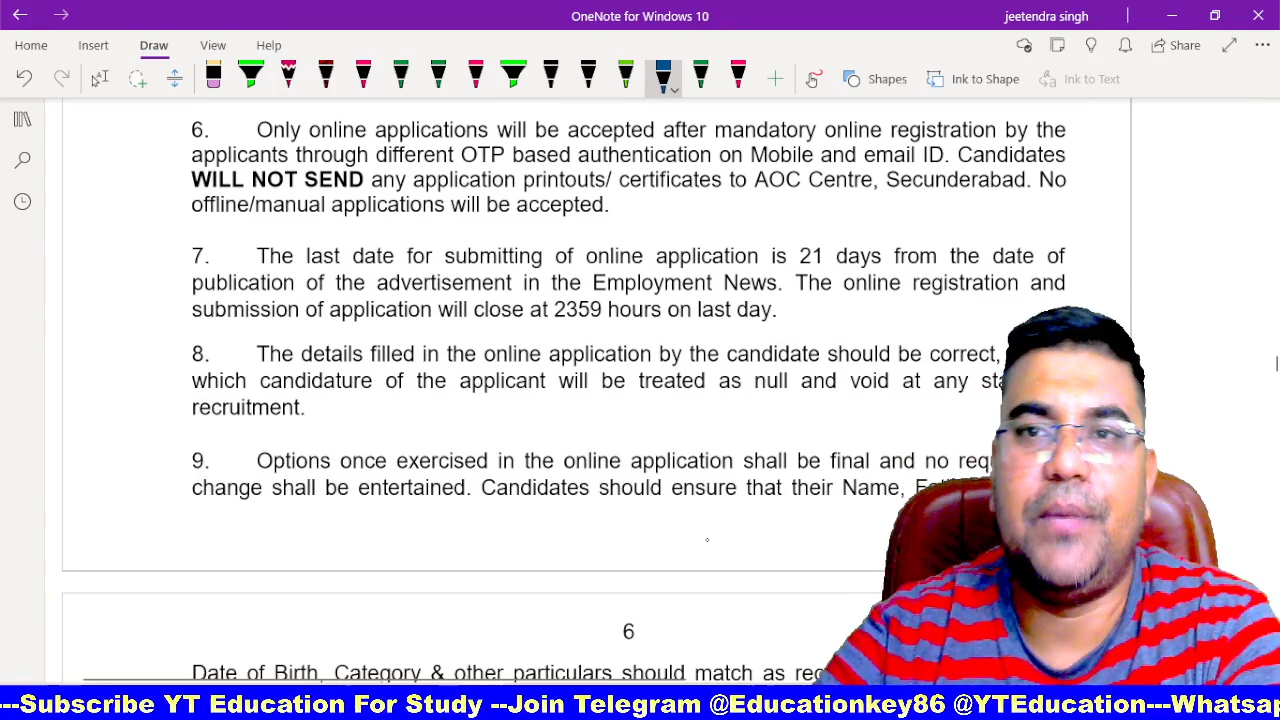 OneNote for Windows 10
jeetendra singh
Home Insert Draw View Help
Share
Shapes Ink to Shape Ink to Text
6. Only online applications will be accepted after mandatory online registration by the
applicants through different OTP based authentication on Mobile and email ID. Candidates
WILL NOT SEND any application printouts/ certificates to AOC Centre, Secunderabad. No
offline/manual applications will be accepted.
7. The last date for submitting of online application is 21 days from the date of
publication of the advertisement in the Employment News. The online registration and
submission of application will close at 2359 hours on last day.
8. The details filled in the online application by the candidate should be correct,
which candidature of the applicant will be treated as null and void at any
recruitment.
9. Options once exercised in the online application shall be final and no
change shall be entertained. Candidates should ensure that their Name,
6
Date of Birth, Category & other particulars should match as
---Subscribe YT Education For Study --Join Telegram @Educationkey86 @YTEducation---Whatsap